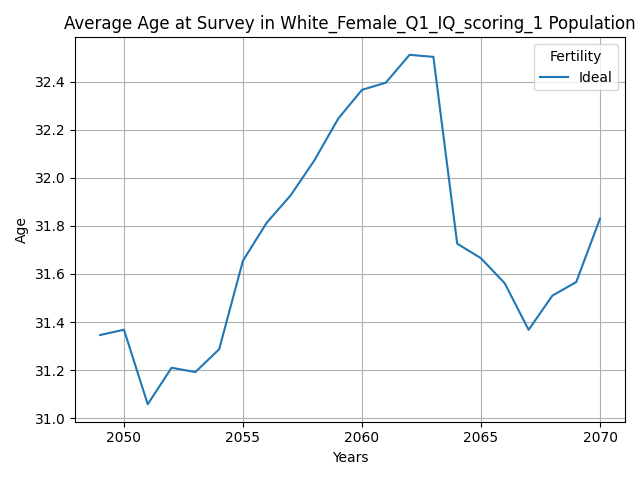 Average Age at Survey in White_Female_Q1_IQ_scoring_1 Population
Fertility
Ideal
32.4
32.2
32.0
31.8
31.6
31.4
31.2
31.0
Age
2050
2055
2060
2065
2070
Years